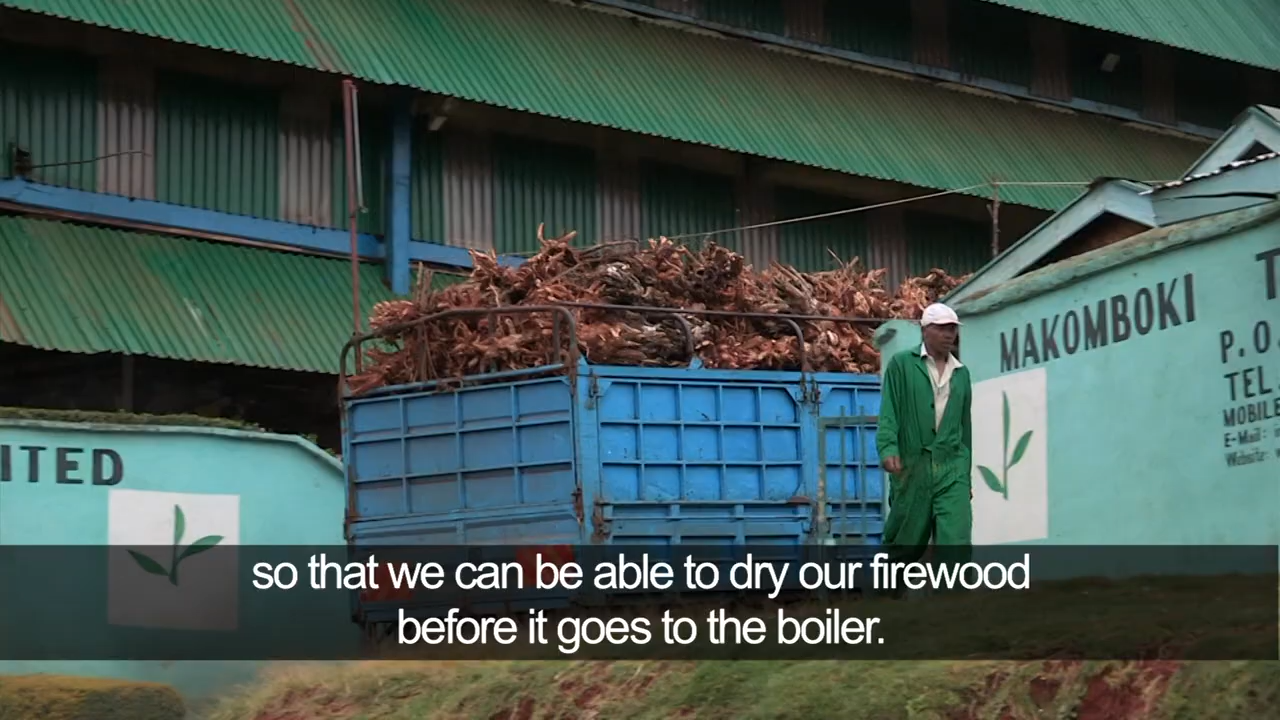 MAKOMBOKI T
P.O.
TEL
MOBILE
E-Mail:
Website:
ITED
so that we can be able to dry our firewood
before it goes to the boiler.